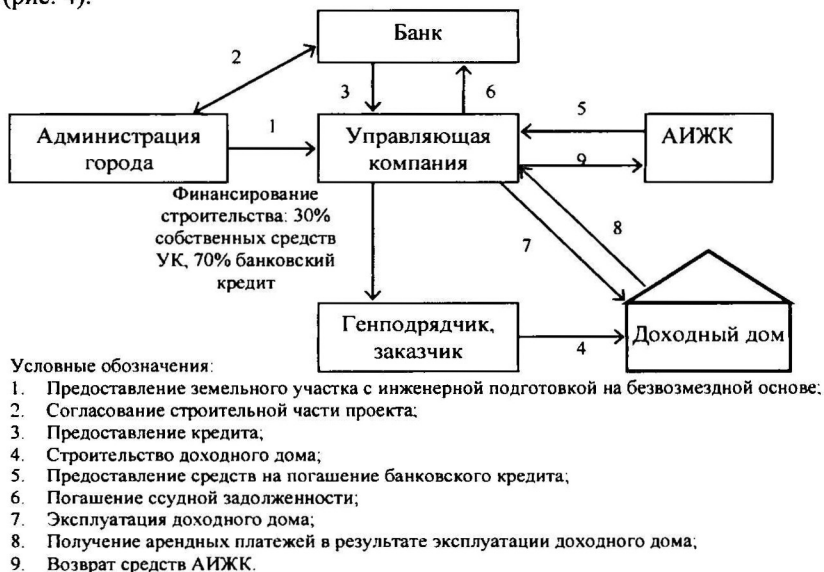 (рис. 4).
Банк
2
3
6
5
1
Администрация
города
Управляющая
компания
АИЖК
9
Финансирование
строительства: 30%
собственных средств
УК, 70% банковский
кредит
8
7
Генподрядчик,
заказчик
4
Доходный дом
Условные обозначения:
1. Предоставление земельного участка с инженерной подготовкой на безвозмездной основе;
2. Согласование строительной части проекта;
3. Предоставление кредита;
4. Строительство доходного дома;
5. Предоставление средств на погашение банковского кредита;
6. Погашение ссудной задолженности;
7. Эксплуатация доходного дома;
8. Получение арендных платежей в результате эксплуатации доходного дома;
9. Возврат средств АИЖК.